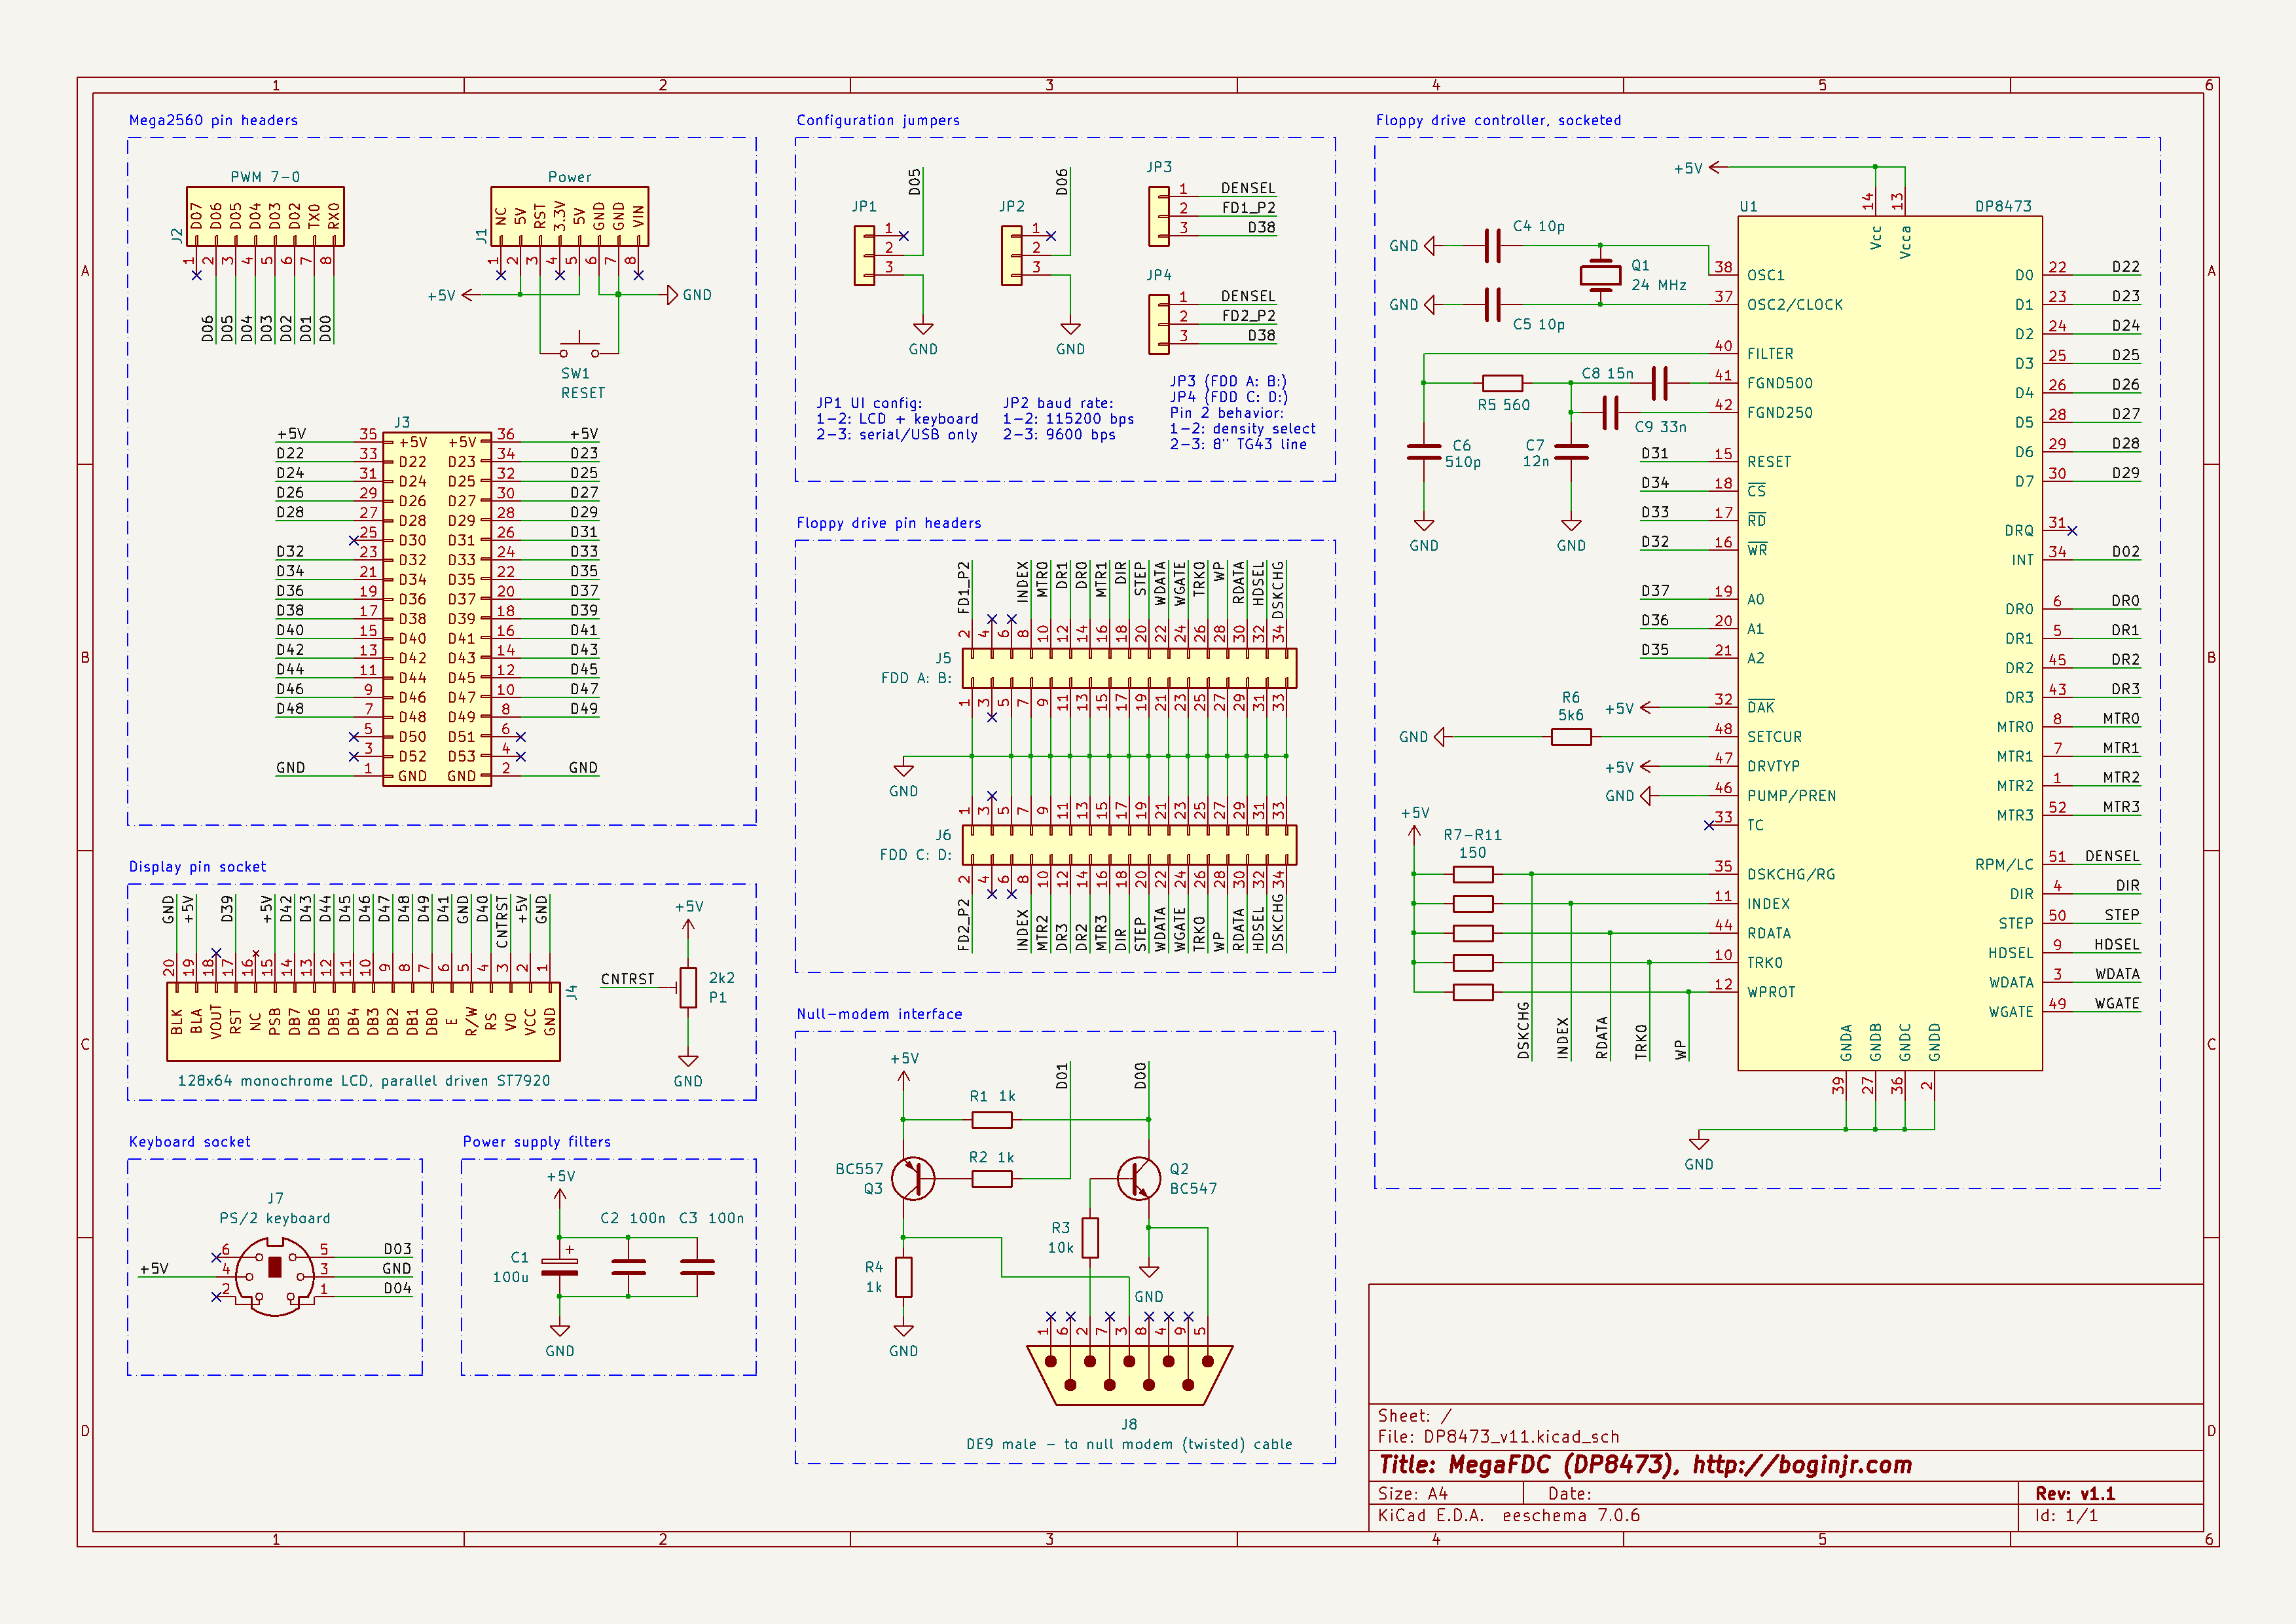 1 2 3 4 5 6
A
B
C
D
Mega2560 pin headers
PWM 7-0
J2
D07 D06 D05 D04 D03 D02 TX0 RX0
1 2 3 4 5 6 7 8
D06 D05 D04 D03 D02 D01 D00
Power
J1
NC 5V RST 3.3V 5V GND GND VIN
1 2 3 4 5 6 7 8
+5V
GND
SW1
RESET
J3
+5V 35 +5V +5V 36 +5V
D22 33 D22 D23 34 D23
D24 31 D24 D25 32 D25
D26 29 D26 D27 30 D27
D28 27 D28 D29 28 D29
25 D30 D31 26 D31
D32 23 D32 D33 24 D33
D34 21 D34 D35 22 D35
D36 19 D36 D37 20 D37
D38 17 D38 D39 18 D39
D40 15 D40 D41 16 D41
D42 13 D42 D43 14 D43
D44 11 D44 D45 12 D45
D46 9 D46 D47 10 D47
D48 7 D48 D49 8 D49
5 D50 D51 6
3 D52 D53 4
GND 1 GND GND 2 GND
Display pin socket
GND +5V D39 +5V D42 D43 D44 D45 D46 D47 D48 D49 D41 GND D40 CNTRST +5V GND
20 19 18 17 16 15 14 13 12 11 10 9 8 7 6 5 4 3 2 1
BLK BLA VOUT RST NC PSB DB7 DB6 DB5 DB4 DB3 DB2 DB1 DB0 E R/W RS VO VCC GND
J4
128x64 monochrome LCD, parallel driven ST7920
+5V
CNTRST
2k2
P1
GND
Keyboard socket
J7
PS/2 keyboard
6 5 D03
+5V 4 3 GND
2 1 D04
Power supply filters
+5V
C2 100n C3 100n
C1
100u
+
GND
Configuration jumpers
D05
JP1
1
2
3
GND
D06
JP2
1
2
3
GND
JP3
1 DENSEL
2 FD1_P2
3 D38
JP4
1 DENSEL
2 FD2_P2
3 D38
JP1 UI config:
1-2: LCD + keyboard
2-3: serial/USB only
JP2 baud rate:
1-2: 115200 bps
2-3: 9600 bps
JP3 (FDD A: B:)
JP4 (FDD C: D:)
Pin 2 behavior:
1-2: density select
2-3: 8" TG43 line
Floppy drive pin headers
FD1_P2 INDEX MTR0 DR1 DR0 MTR1 DIR STEP WDATA WGATE TRK0 WP RDATA HDSEL DSKCHG
2 4 6 8 10 12 14 16 18 20 22 24 26 28 30 32 34
J5
FDD A: B:
1 3 5 7 9 11 13 15 17 19 21 23 25 27 29 31 33
GND
1 3 5 7 9 11 13 15 17 19 21 23 25 27 29 31 33
J6
FDD C: D:
2 4 6 8 10 12 14 16 18 20 22 24 26 28 30 32 34
FD2_P2 INDEX MTR2 DR3 DR2 MTR3 DIR STEP WDATA WGATE TRK0 WP RDATA HDSEL DSKCHG
Null-modem interface
+5V
D01
D00
R1 1k
R2 1k
BC557
Q3
Q2
BC547
R3
10k
R4
1k
GND
GND
1 6 2 7 3 8 4 9 5
J8
DE9 male - to null modem (twisted) cable
Floppy drive controller, socketed
+5V
14 13
U1
DP8473
Vcc Vcca
GND
C4 10p
Q1
24 MHz
GND
C5 10p
38 OSC1
37 OSC2/CLOCK
40 FILTER
41 FGND500
42 FGND250
C8 15n
R5 560
C9 33n
C6
510p
C7
12n
GND
GND
D31 15 RESET
D34 18 CS
D33 17 RD
D32 16 WR
D37 19 A0
D36 20 A1
D35 21 A2
+5V 32 DAK
R6
5k6
GND 48 SETCUR
+5V 47 DRVTYP
GND 46 PUMP/PREN
33 TC
+5V
R7-R11
150
35 DSKCHG/RG
11 INDEX
44 RDATA
10 TRK0
12 WPROT
DSKCHG INDEX RDATA TRK0 WP
D0 22 D22
D1 23 D23
D2 24 D24
D3 25 D25
D4 26 D26
D5 28 D27
D6 29 D28
D7 30 D29
DRQ 31
INT 34 D02
DR0 6 DR0
DR1 5 DR1
DR2 45 DR2
DR3 43 DR3
MTR0 8 MTR0
MTR1 7 MTR1
MTR2 1 MTR2
MTR3 52 MTR3
RPM/LC 51 DENSEL
DIR 4 DIR
STEP 50 STEP
HDSEL 9 HDSEL
WDATA 3 WDATA
WGATE 49 WGATE
GNDA GNDB GNDC GNDD
39 27 36 2
GND
Sheet: /
File: DP8473_v11.kicad_sch
Title: MegaFDC (DP8473), http://boginjr.com
Size: A4 Date: Rev: v1.1
KiCad E.D.A. eeschema 7.0.6 Id: 1/1
A
B
C
D
1 2 3 4 5 6